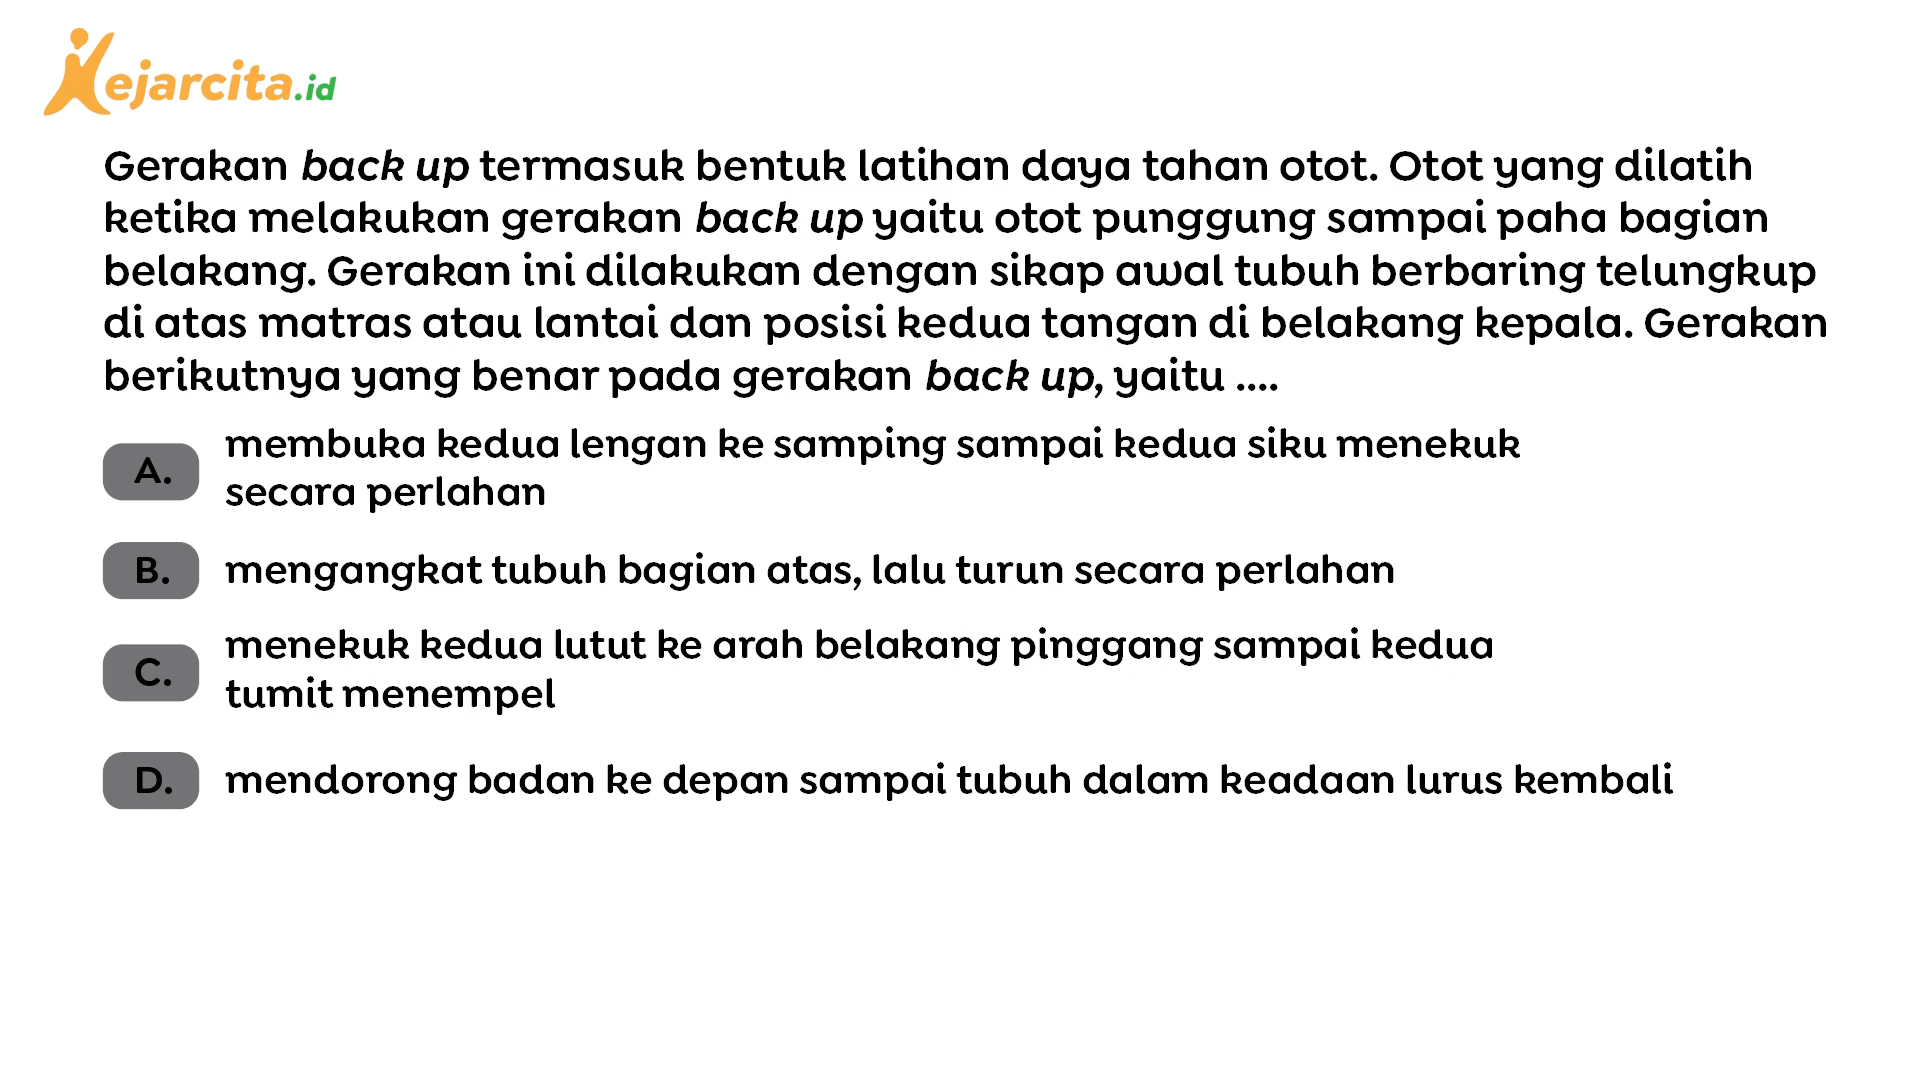 Kejarcita.id
Gerakan back up termasuk bentuk latihan daya tahan otot. Otot yang dilatih
ketika melakukan gerakan back up yaitu otot punggung sampai paha bagian
belakang. Gerakan ini dilakukan dengan sikap awal tubuh berbaring telungkup
di atas matras atau lantai dan posisi kedua tangan di belakang kepala. Gerakan
berikutnya yang benar pada gerakan back up, yaitu ....
A. membuka kedua lengan ke samping sampai kedua siku menekuk
secara perlahan
B. mengangkat tubuh bagian atas, lalu turun secara perlahan
C. menekuk kedua lutut ke arah belakang pinggang sampai kedua
tumit menempel
D. mendorong badan ke depan sampai tubuh dalam keadaan lurus kembali